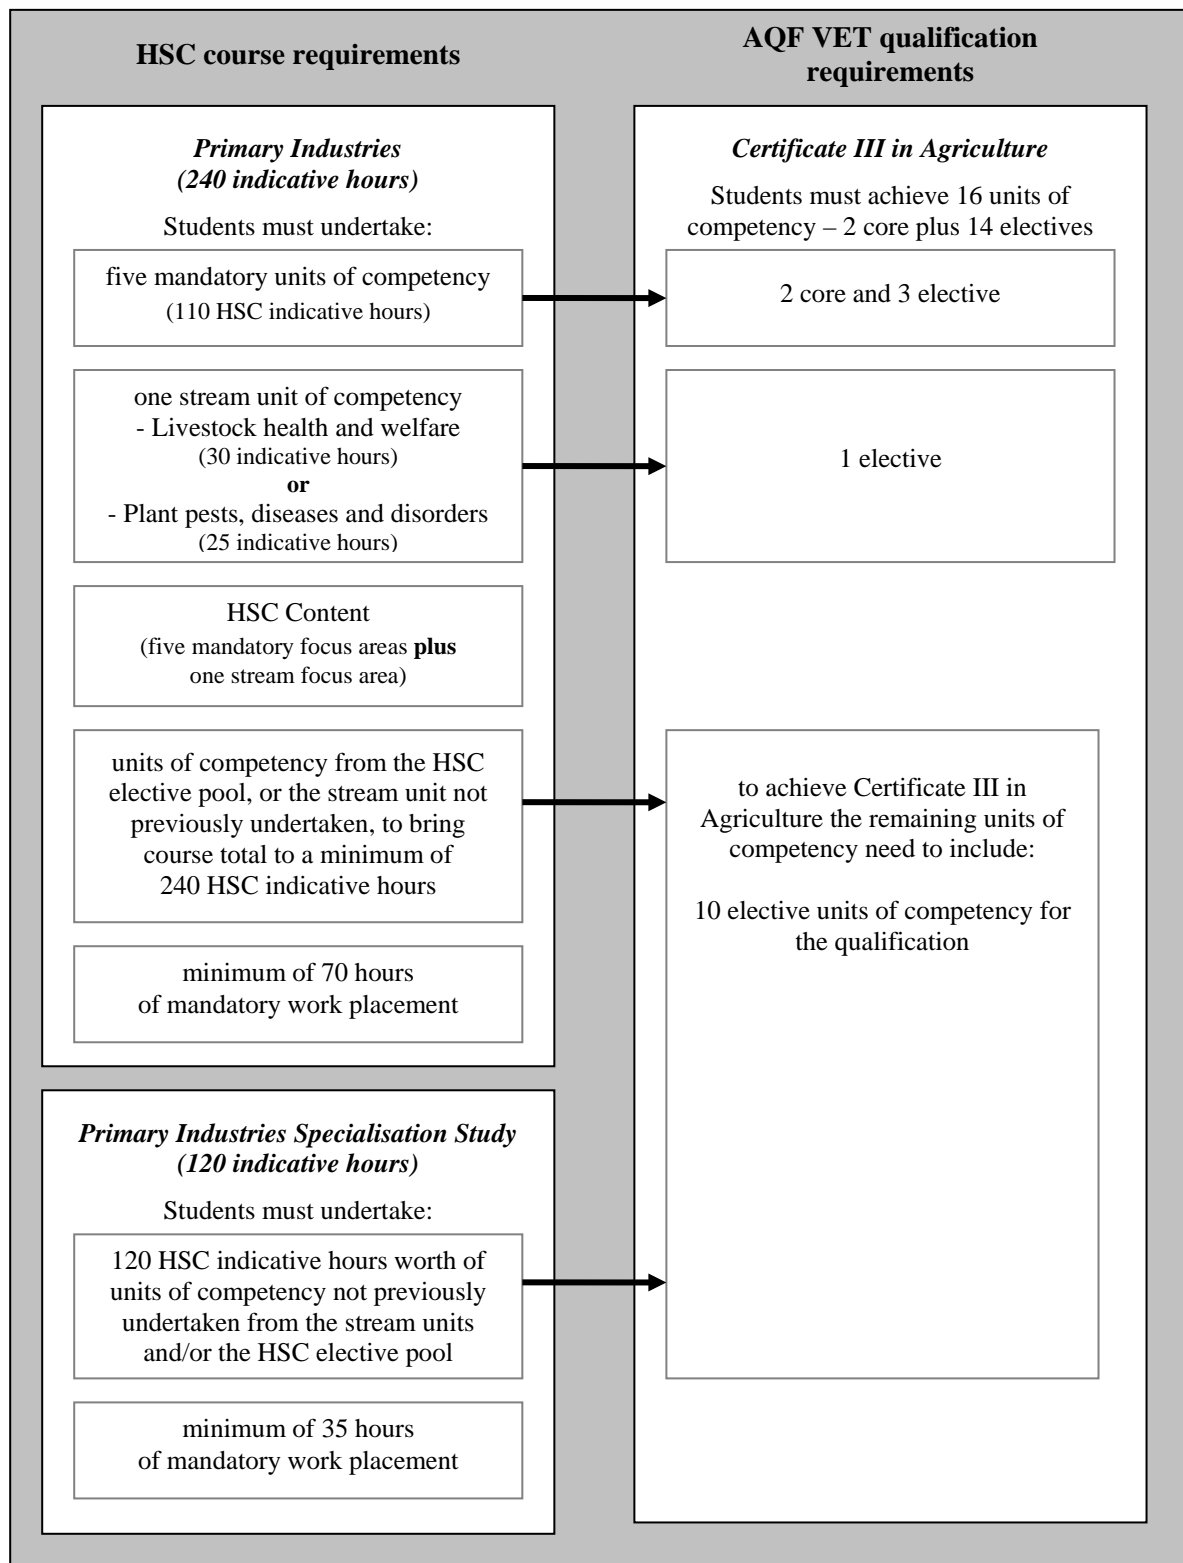 HSC course requirements
AQF VET qualification
requirements
Primary Industries
(240 indicative hours)
Students must undertake:
five mandatory units of competency
(110 HSC indicative hours)
one stream unit of competency
- Livestock health and welfare
(30 indicative hours)
or
- Plant pests, diseases and disorders
(25 indicative hours)
HSC Content
(five mandatory focus areas plus
one stream focus area)
units of competency from the HSC
elective pool, or the stream unit not
previously undertaken, to bring
course total to a minimum of
240 HSC indicative hours
minimum of 70 hours
of mandatory work placement
Primary Industries Specialisation Study
(120 indicative hours)
Students must undertake:
120 HSC indicative hours worth of
units of competency not previously
undertaken from the stream units
and/or the HSC elective pool
minimum of 35 hours
of mandatory work placement
Certificate III in Agriculture
Students must achieve 16 units of
competency – 2 core plus 14 electives
2 core and 3 elective
1 elective
to achieve Certificate III in
Agriculture the remaining units of
competency need to include:
10 elective units of competency for
the qualification